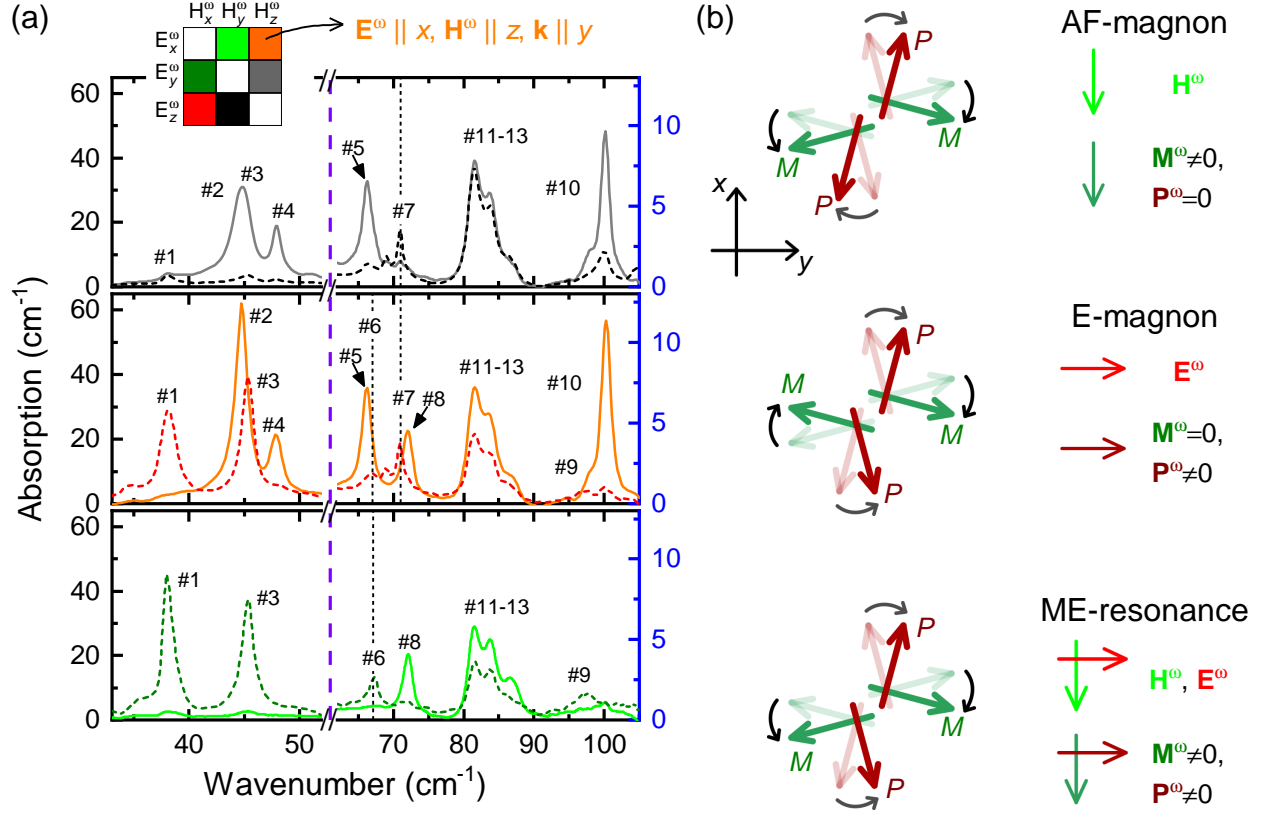 (a)
H^ω_x H^ω_y H^ω_z
E^ω_x
E^ω_y
E^ω_z
E^ω || x, H^ω || z, k || y
60
40
20
0
10
5
0
#1
#2
#3
#4
#5
#7
#11-13
#10
60
40
20
0
10
5
0
#1
#2
#3
#4
#6
#5
#7
#8
#11-13
#10
#9
60
40
20
0
10
5
0
#1
#3
#6
#8
#11-13
#9
40 50 70 80 90 100
Absorption (cm⁻¹)
Wavenumber (cm⁻¹)
(b)
P
M
M
P
x
y
AF-magnon
H^ω
M^ω≠0,
P^ω=0
P
M
M
P
E-magnon
E^ω
M^ω=0,
P^ω≠0
P
M
M
P
ME-resonance
H^ω, E^ω
M^ω≠0,
P^ω≠0